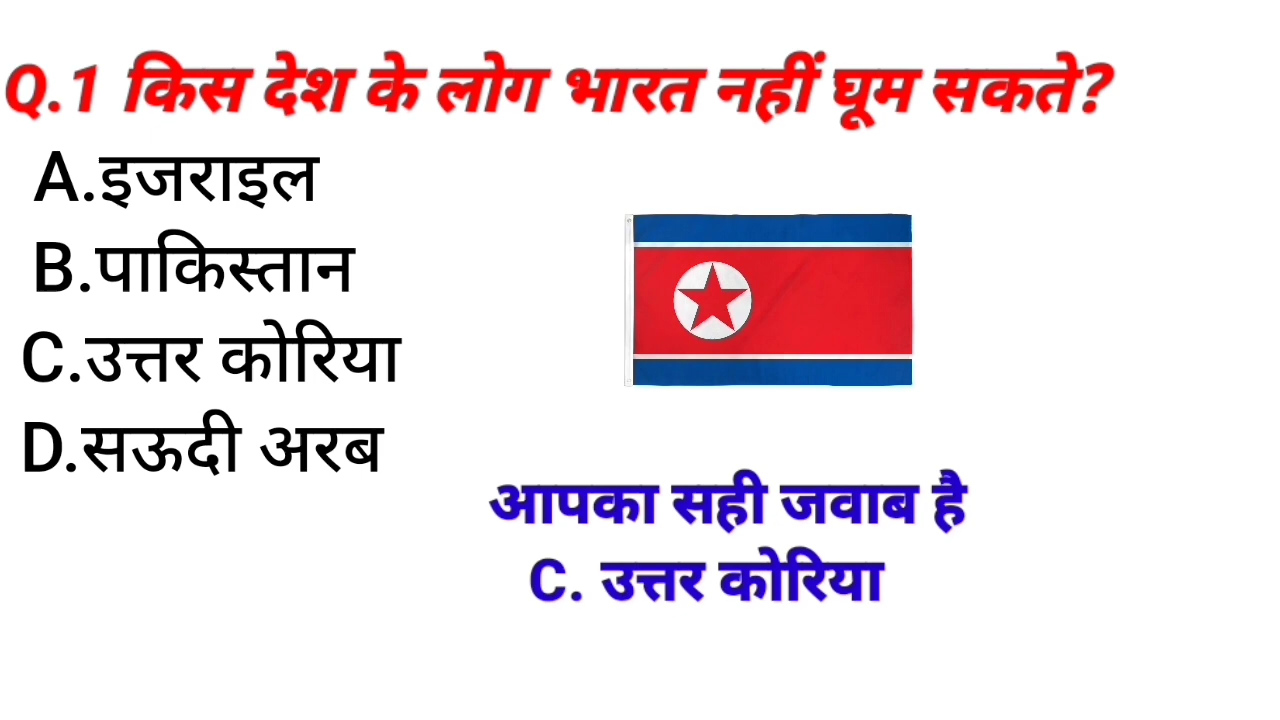 Q.1 किस देश के लोग भारत नहीं घूम सकते?
A.इजराइल
B.पाकिस्तान
C.उत्तर कोरिया
D.सऊदी अरब
आपका सही जवाब है
C. उत्तर कोरिया